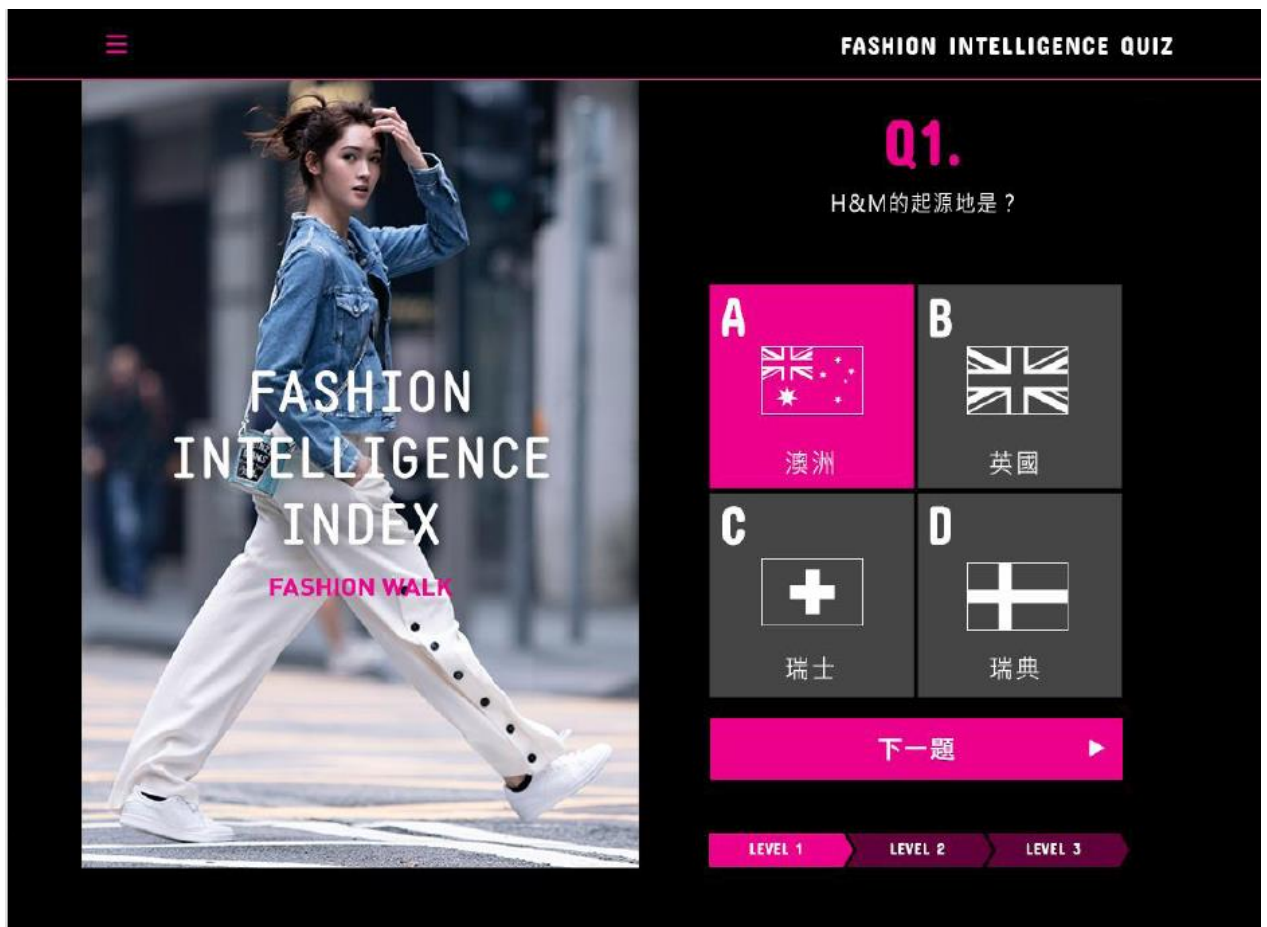 FASHION INTELLIGENCE QUIZ
FASHION
INTELLIGENCE
INDEX
FASHION WALK
Q1.
H&M的起源地是？
A
澳洲
B
英國
C
瑞士
D
瑞典
下一題
LEVEL 1
LEVEL 2
LEVEL 3